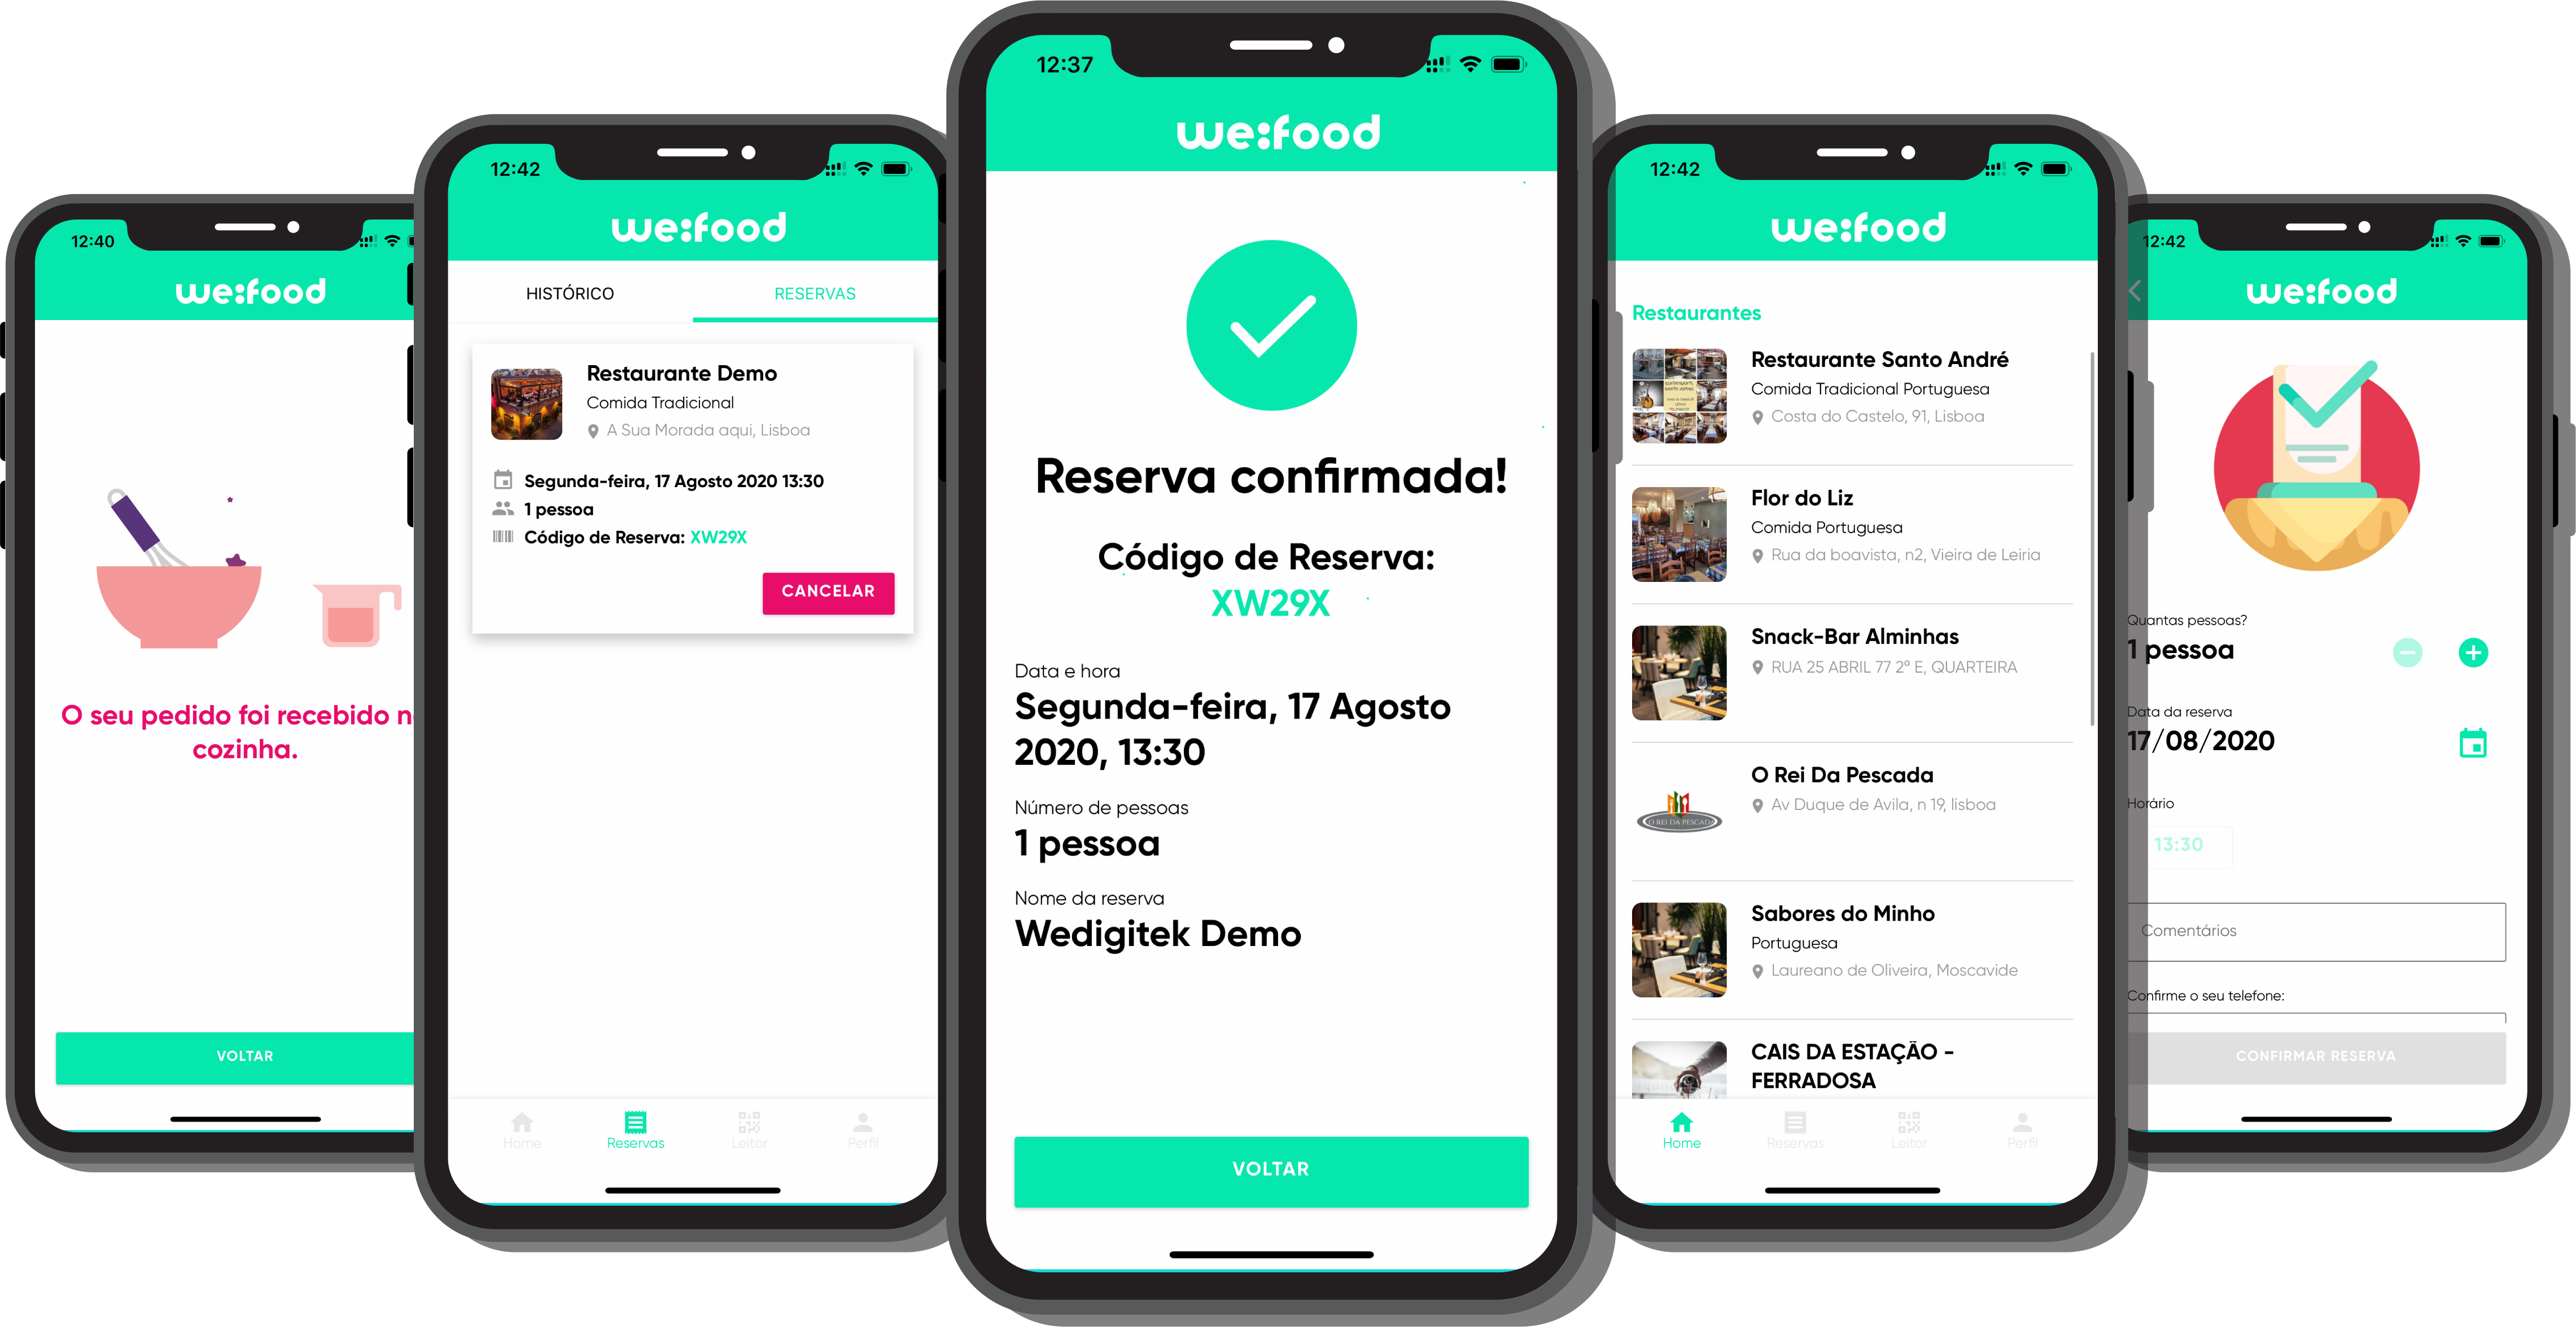 12:40
we:food
O seu pedido foi recebido n
cozinha.
VOLTAR
12:42
we:food
HISTÓRICO
RESERVAS
Restaurante Demo
Comida Tradicional
A Sua Morada aqui, Lisboa
Segunda-feira, 17 Agosto 2020 13:30
1 pessoa
Código de Reserva: XW29X
CANCELAR
Home
Reservas
Leitor
Perfil
12:37
we:food
Reserva confirmada!
Código de Reserva:
XW29X
Data e hora
Segunda-feira, 17 Agosto
2020, 13:30
Número de pessoas
1 pessoa
Nome da reserva
Wedigitek Demo
VOLTAR
12:42
we:food
Restaurantes
Restaurante Santo André
Comida Tradicional Portuguesa
Costa do Castelo, 91, Lisboa
Flor do Liz
Comida Portuguesa
Rua da boavista, n2, Vieira de Leiria
Snack-Bar Alminhas
RUA 25 ABRIL 77 2º E, QUARTEIRA
O Rei Da Pescada
Av Duque de Avila, n 19, lisboa
O REI DA PESCADA
Sabores do Minho
Portuguesa
Laureano de Oliveira, Moscavide
CAIS DA ESTAÇÃO -
FERRADOSA
Home
Reservas
Leitor
Perfil
12:42
we:food
Quantas pessoas?
1 pessoa
Data da reserva
17/08/2020
Horário
13:30
Comentários
Confirme o seu telefone:
CONFIRMAR RESERVA